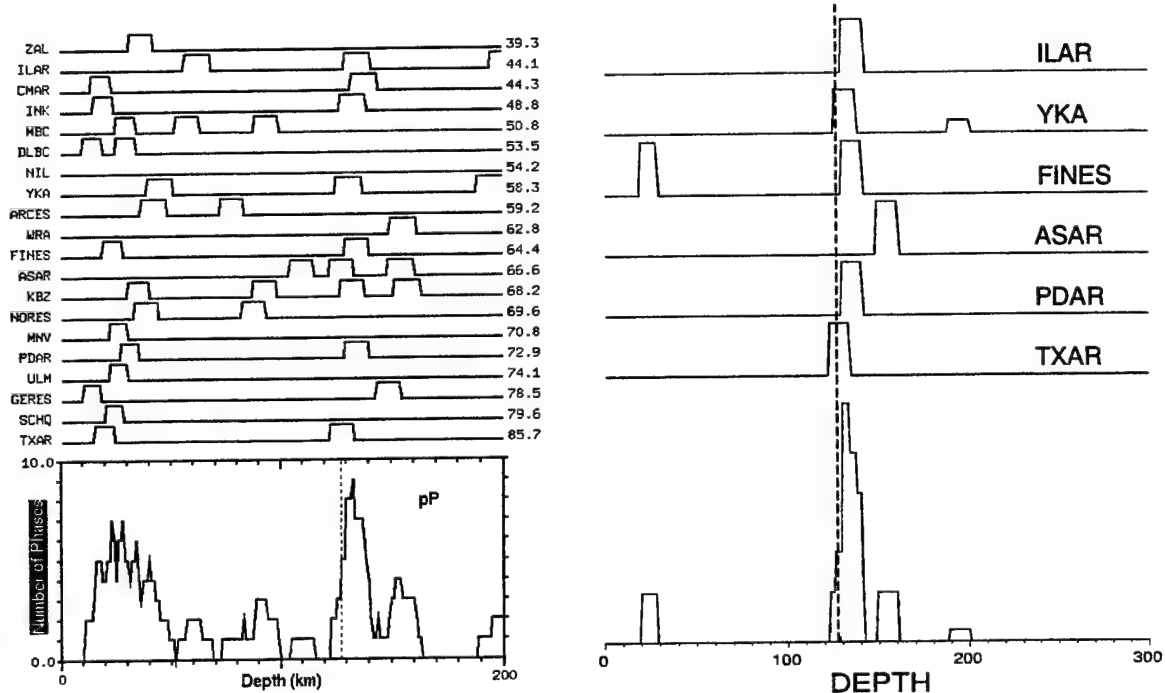 ZAL 39.3
ILAR 44.1
CMAR 44.3
INK 48.8
MBC 50.8
DLBC 53.5
NIL 54.2
YKA 58.3
ARCES 59.2
WRA 62.8
FINES 64.4
ASAR 66.6
KBZ 68.2
NORES 69.6
MNV 70.8
PDAR 72.9
ULM 74.1
GERES 78.5
SCHQ 79.6
TXAR 85.7
10.0
pP
Number of Phases
0.0
0 Depth (km) 200
ILAR
YKA
FINES
ASAR
PDAR
TXAR
0 100 200 300
DEPTH